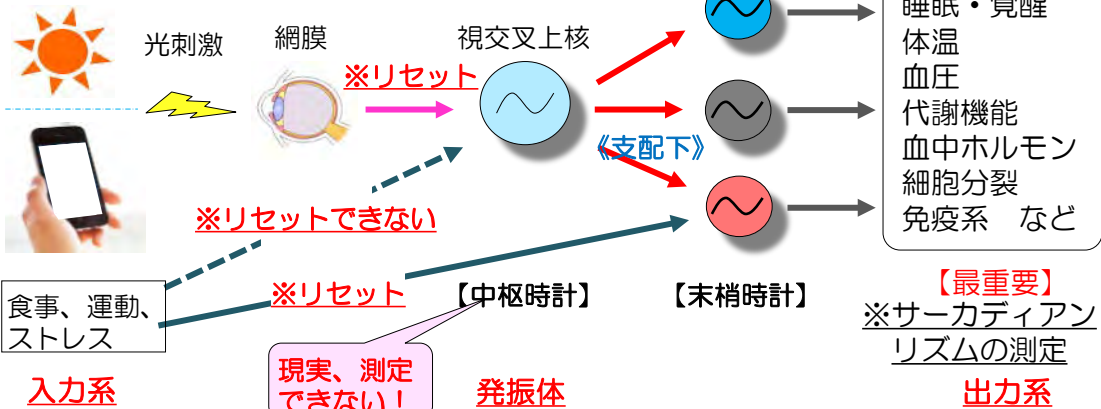 睡眠・覚醒
体温
血圧
代謝機能
血中ホルモン
細胞分裂
免疫系　など
光刺激
網膜
視交叉上核
※リセット
《支配下》
※リセットできない
※リセット
食事、運動、
ストレス
【中枢時計】
【末梢時計】
【最重要】
※サーカディアン
リズムの測定
現実、測定
できない！
入力系
発振体
出力系